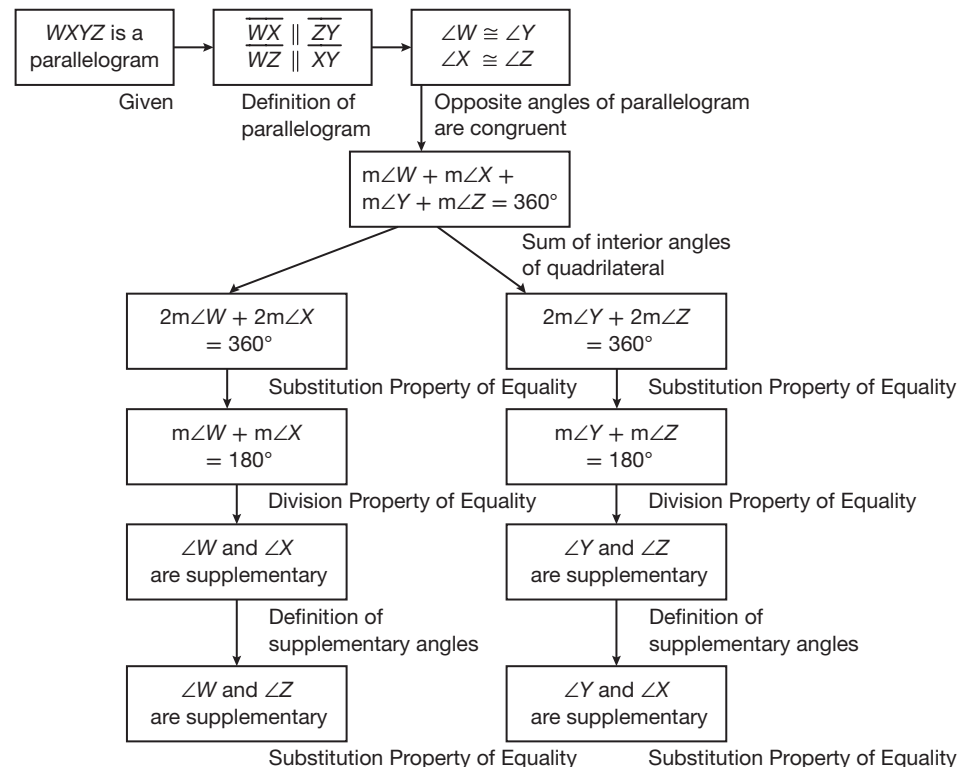 WXYZ is a
parallelogram
Given
WX ∥ ZY
WZ ∥ XY
Definition of
parallelogram
∠W ≅ ∠Y
∠X ≅ ∠Z
Opposite angles of parallelogram
are congruent
m∠W + m∠X +
m∠Y + m∠Z = 360°
Sum of interior angles
of quadrilateral
2m∠W + 2m∠X
= 360°
Substitution Property of Equality
2m∠Y + 2m∠Z
= 360°
Substitution Property of Equality
m∠W + m∠X
= 180°
Division Property of Equality
m∠Y + m∠Z
= 180°
Division Property of Equality
∠W and ∠X
are supplementary
Definition of
supplementary angles
∠Y and ∠Z
are supplementary
Definition of
supplementary angles
∠W and ∠Z
are supplementary
Substitution Property of Equality
∠Y and ∠X
are supplementary
Substitution Property of Equality